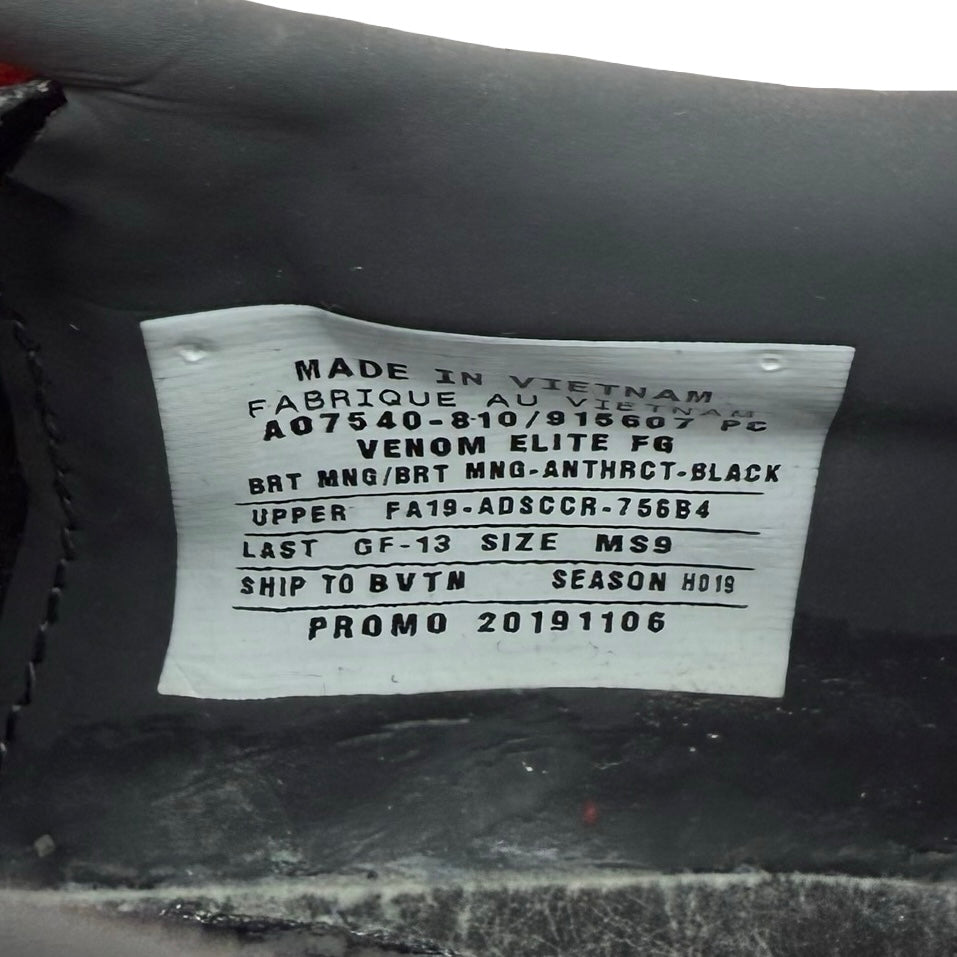 MADE IN VIETNAM
FABRIQUE AU VIETNAM
AO7540-810/915607 PC
VENOM ELITE FG
BRT MNG/BRT MNG-ANTHRCT-BLACK
UPPER FA19-ADSCCR-756B4
LAST GF-13 SIZE MS9
SHIP TO BVTN SEASON HO19
PROMO 20191106